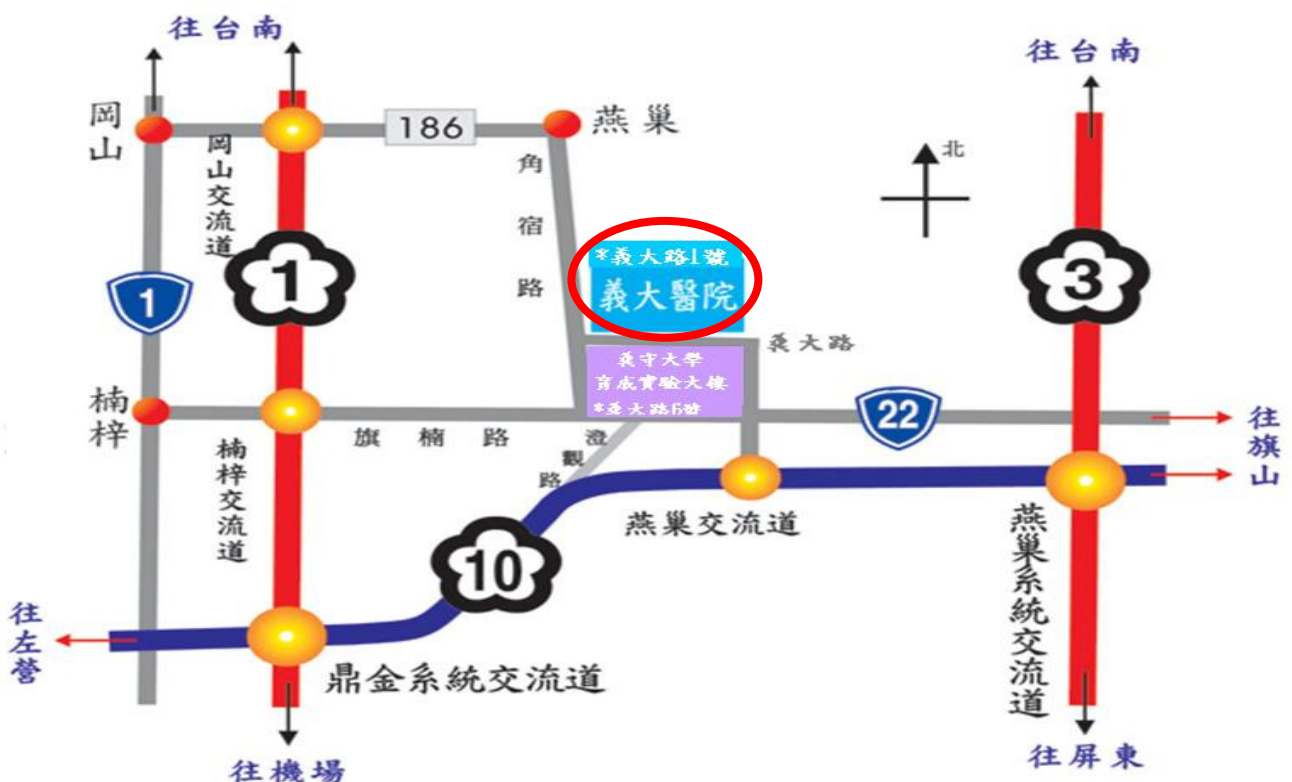 往台南
往台南
岡山
186
燕巢
岡山交流道
角宿路
北
*義大路1號
義大醫院
1
1
3
義大路
義守大學
育成實驗大樓
*義大路6號
楠梓
22
往旗山
旗楠路
澄觀路
楠梓交流道
燕巢交流道
燕巢系統交流道
10
往左營
鼎金系統交流道
往機場
往屏東